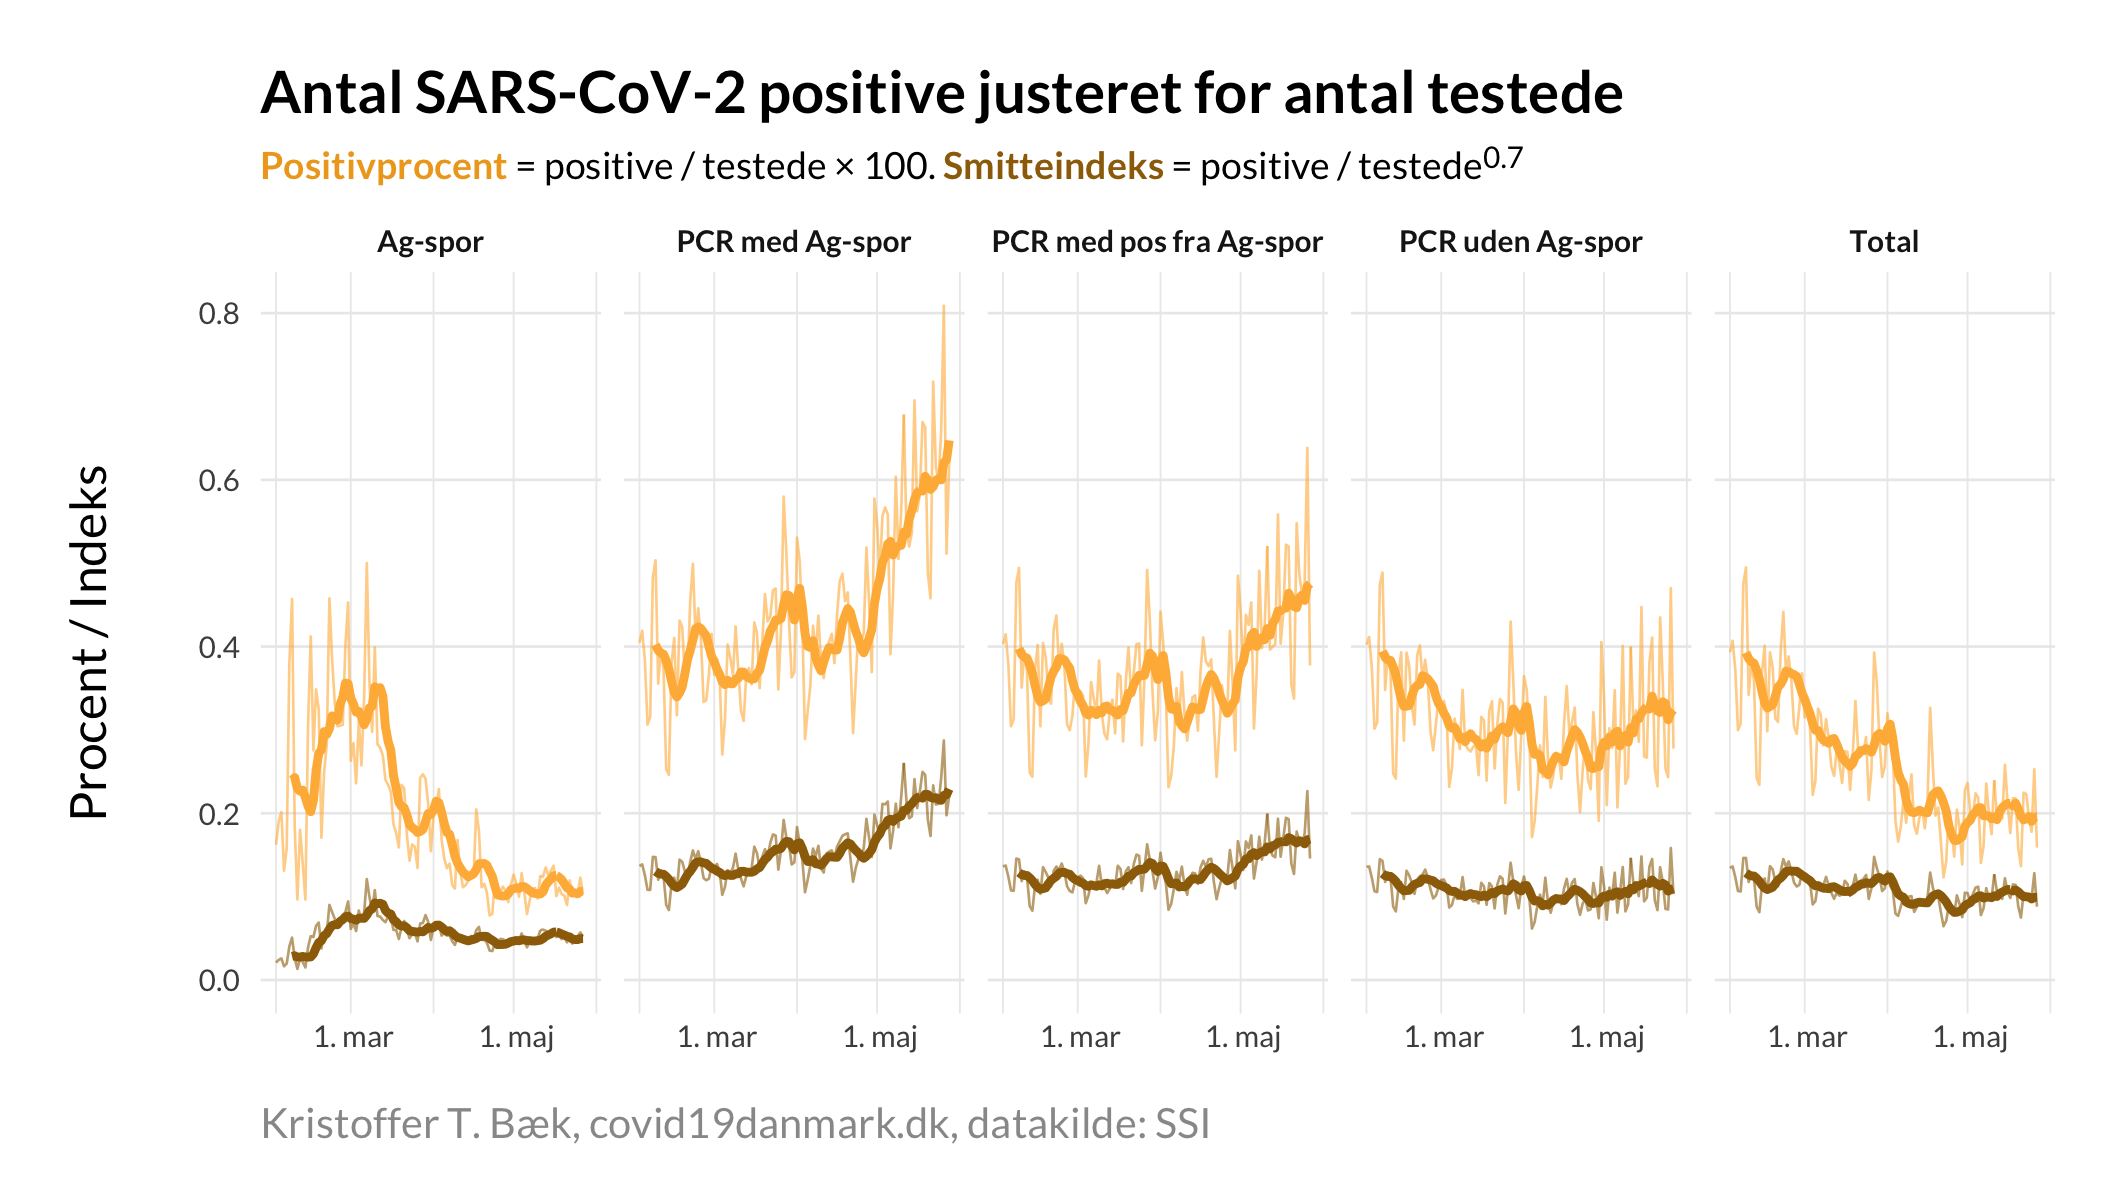 Antal SARS-CoV-2 positive justeret for antal testede
Positivprocent = positive / testede × 100. Smitteindeks = positive / testede^0.7
Ag-spor
PCR med Ag-spor
PCR med pos fra Ag-spor
PCR uden Ag-spor
Total
Procent / Indeks
0.8
0.6
0.4
0.2
0.0
1. mar
1. maj
1. mar
1. maj
1. mar
1. maj
1. mar
1. maj
1. mar
1. maj
Kristoffer T. Bæk, covid19danmark.dk, datakilde: SSI